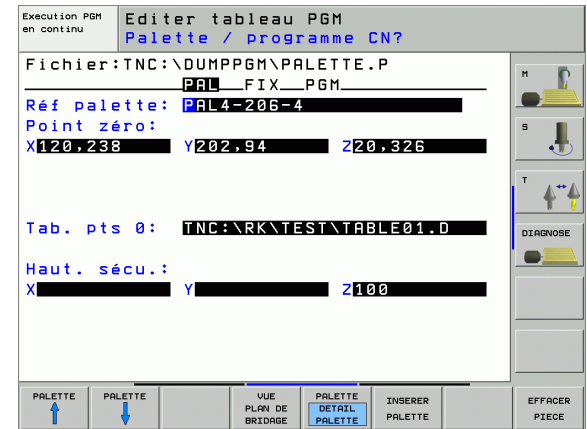 Execution PGM
en continu
Editer tableau PGM
Palette / programme CN?
Fichier:TNC:\DUMPPGM\PALETTE.P
PAL FIX PGM
Réf palette: PAL4-206-4
Point zéro:
X120,238 Y202,94 Z20,326
Tab. pts 0: TNC:\RK\TEST\TABLE01.D
Haut. sécu.:
X Y Z100
M
S
T
DIAGNOSE
PALETTE
PALETTE
VUE
PLAN DE
BRIDAGE
PALETTE
DETAIL
PALETTE
INSERER
PALETTE
EFFACER
PIECE